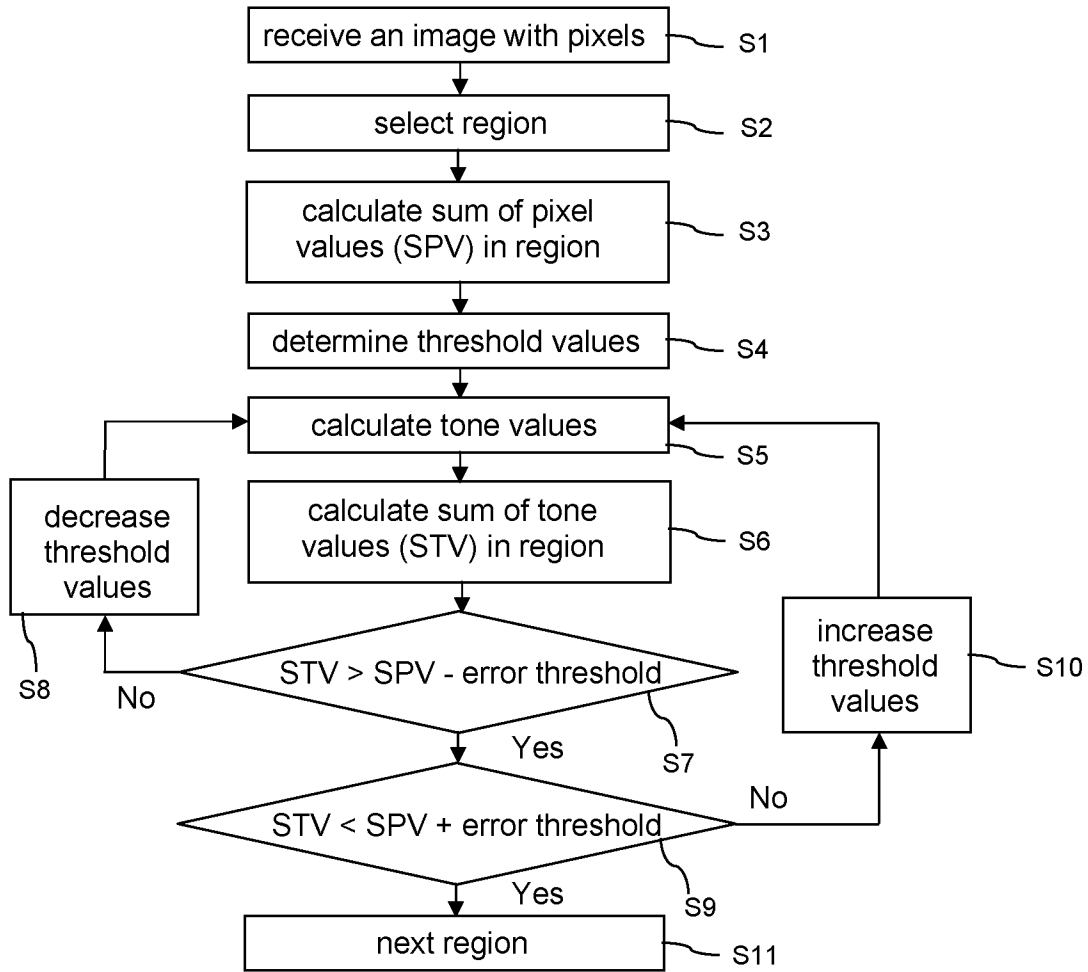 receive an image with pixels
S1
select region
S2
calculate sum of pixel
values (SPV) in region
S3
determine threshold values
S4
calculate tone values
S5
calculate sum of tone
values (STV) in region
S6
decrease
threshold
values
S8
No
STV > SPV - error threshold
S7
Yes
increase
threshold
values
S10
No
STV < SPV + error threshold
S9
Yes
next region
S11